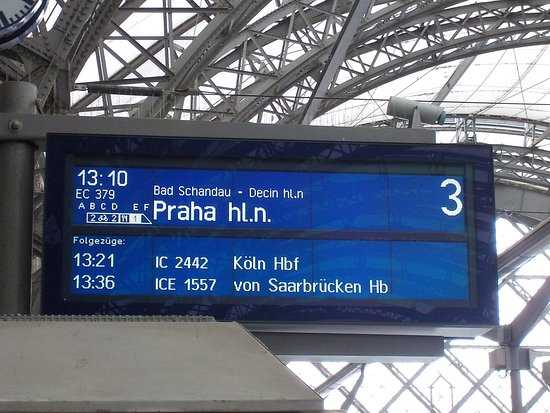 13:10
EC 379
Bad Schandau - Decin hl.n
A B C D E F
2 2 1
Praha hl.n.
3
Folgezüge:
13:21 IC 2442 Köln Hbf
13:36 ICE 1557 von Saarbrücken Hb